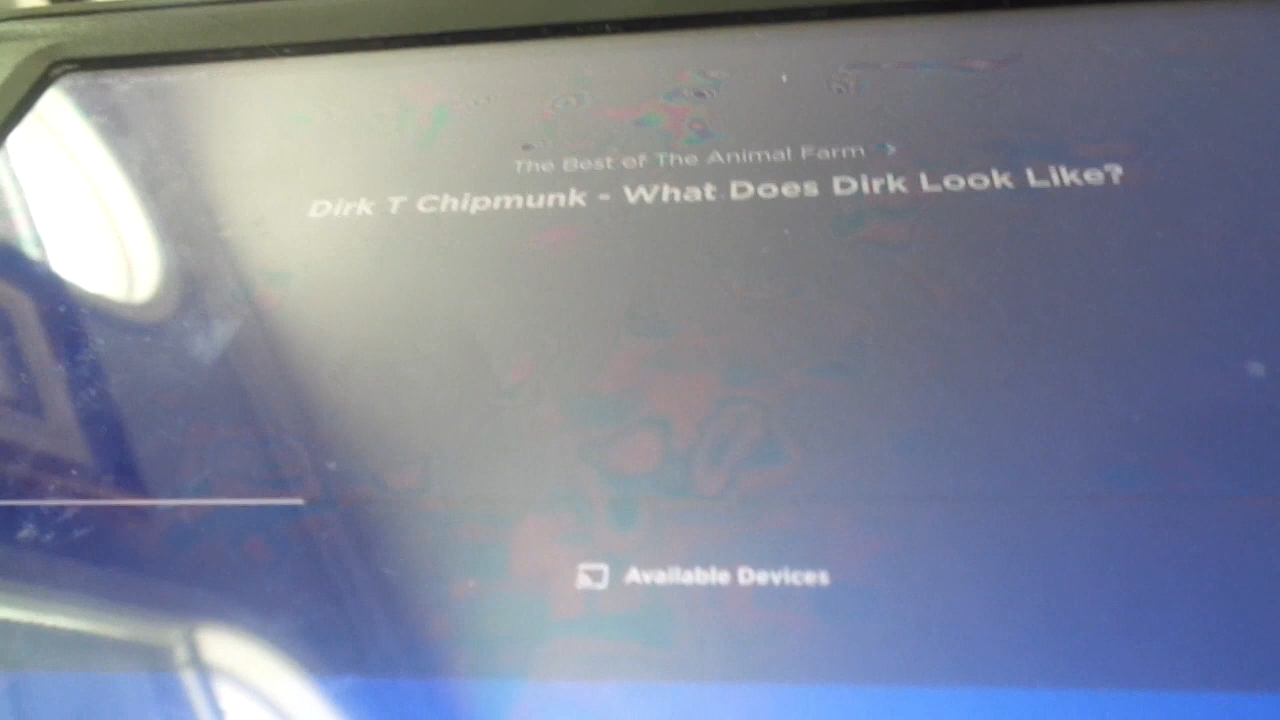 The Best of The Animal Farm >
Dirk T Chipmunk - What Does Dirk Look Like?
Available Devices